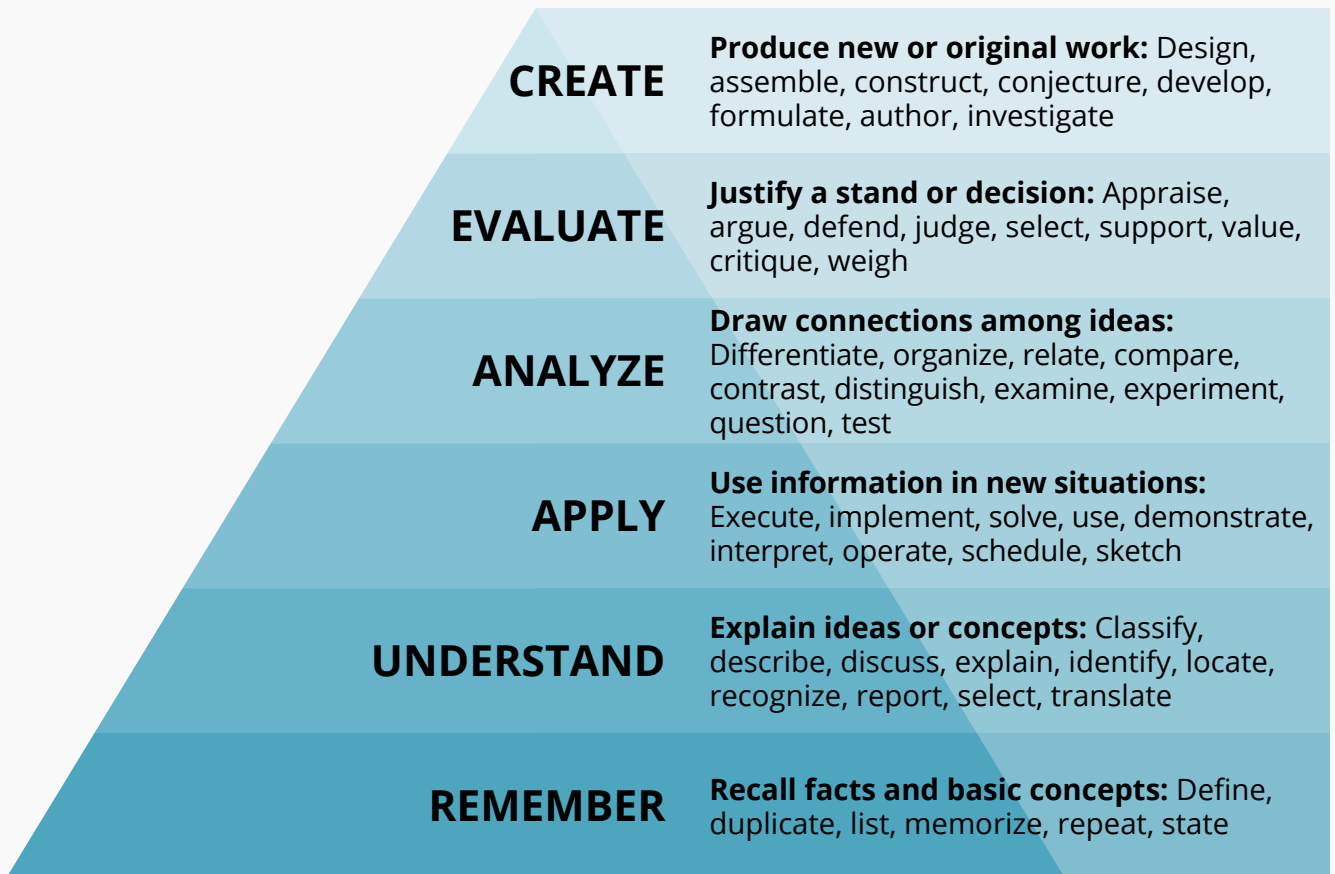 CREATE
Produce new or original work: Design,
assemble, construct, conjecture, develop,
formulate, author, investigate
EVALUATE
Justify a stand or decision: Appraise,
argue, defend, judge, select, support, value,
critique, weigh
ANALYZE
Draw connections among ideas:
Differentiate, organize, relate, compare,
contrast, distinguish, examine, experiment,
question, test
APPLY
Use information in new situations:
Execute, implement, solve, use, demonstrate,
interpret, operate, schedule, sketch
UNDERSTAND
Explain ideas or concepts: Classify,
describe, discuss, explain, identify, locate,
recognize, report, select, translate
REMEMBER
Recall facts and basic concepts: Define,
duplicate, list, memorize, repeat, state